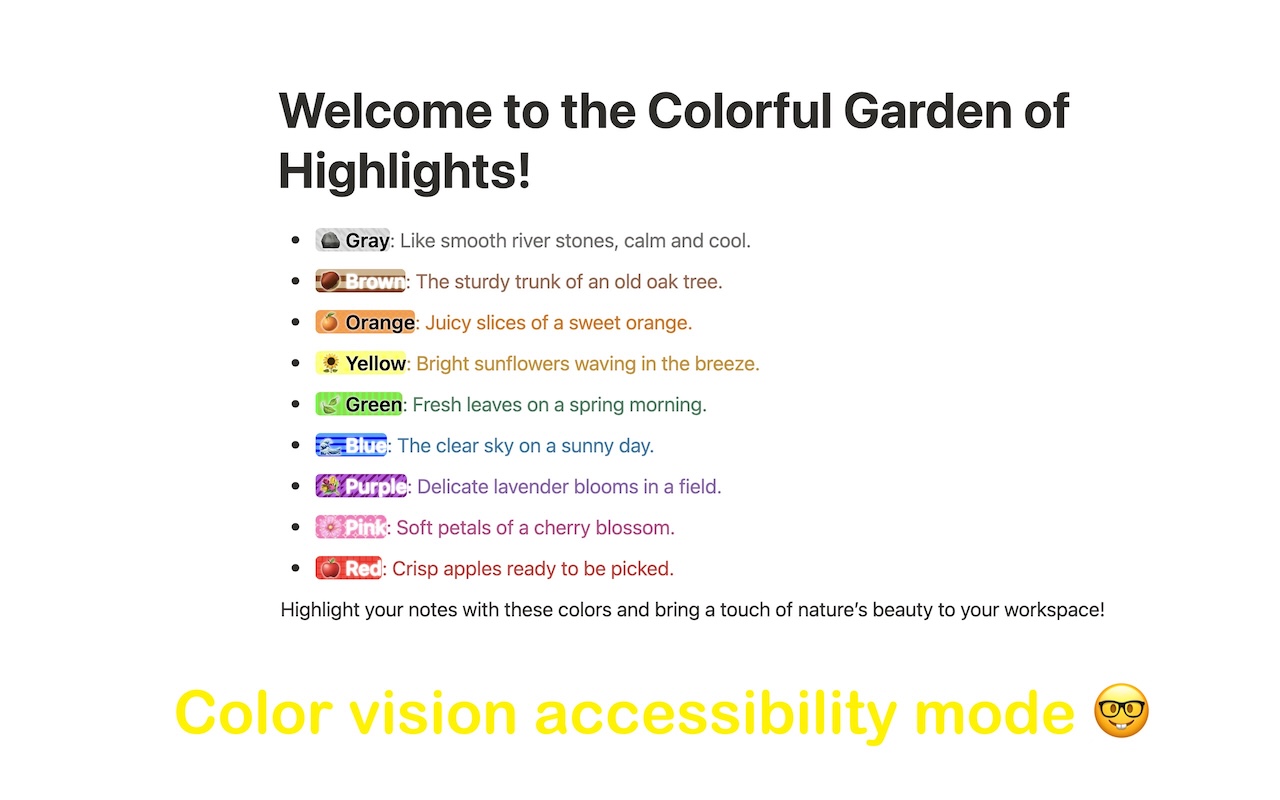 Welcome to the Colorful Garden of
Highlights!
• 🪨 Gray: Like smooth river stones, calm and cool.
• 🌰 Brown: The sturdy trunk of an old oak tree.
• 🍊 Orange: Juicy slices of a sweet orange.
• 🌻 Yellow: Bright sunflowers waving in the breeze.
• 🍃 Green: Fresh leaves on a spring morning.
• 🌊 Blue: The clear sky on a sunny day.
• 💐 Purple: Delicate lavender blooms in a field.
• 🌸 Pink: Soft petals of a cherry blossom.
• 🍎 Red: Crisp apples ready to be picked.
Highlight your notes with these colors and bring a touch of nature’s beauty to your workspace!
Color vision accessibility mode 🤓